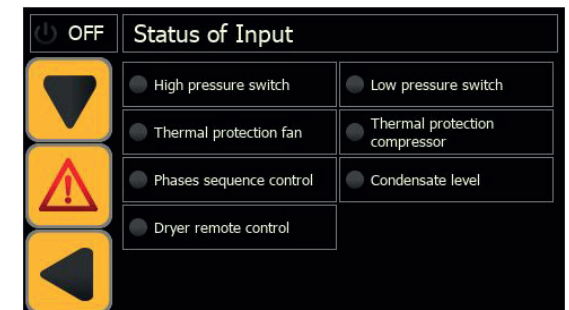 OFF
Status of Input
High pressure switch
Low pressure switch
Thermal protection fan
Thermal protection
compressor
Phases sequence control
Condensate level
Dryer remote control